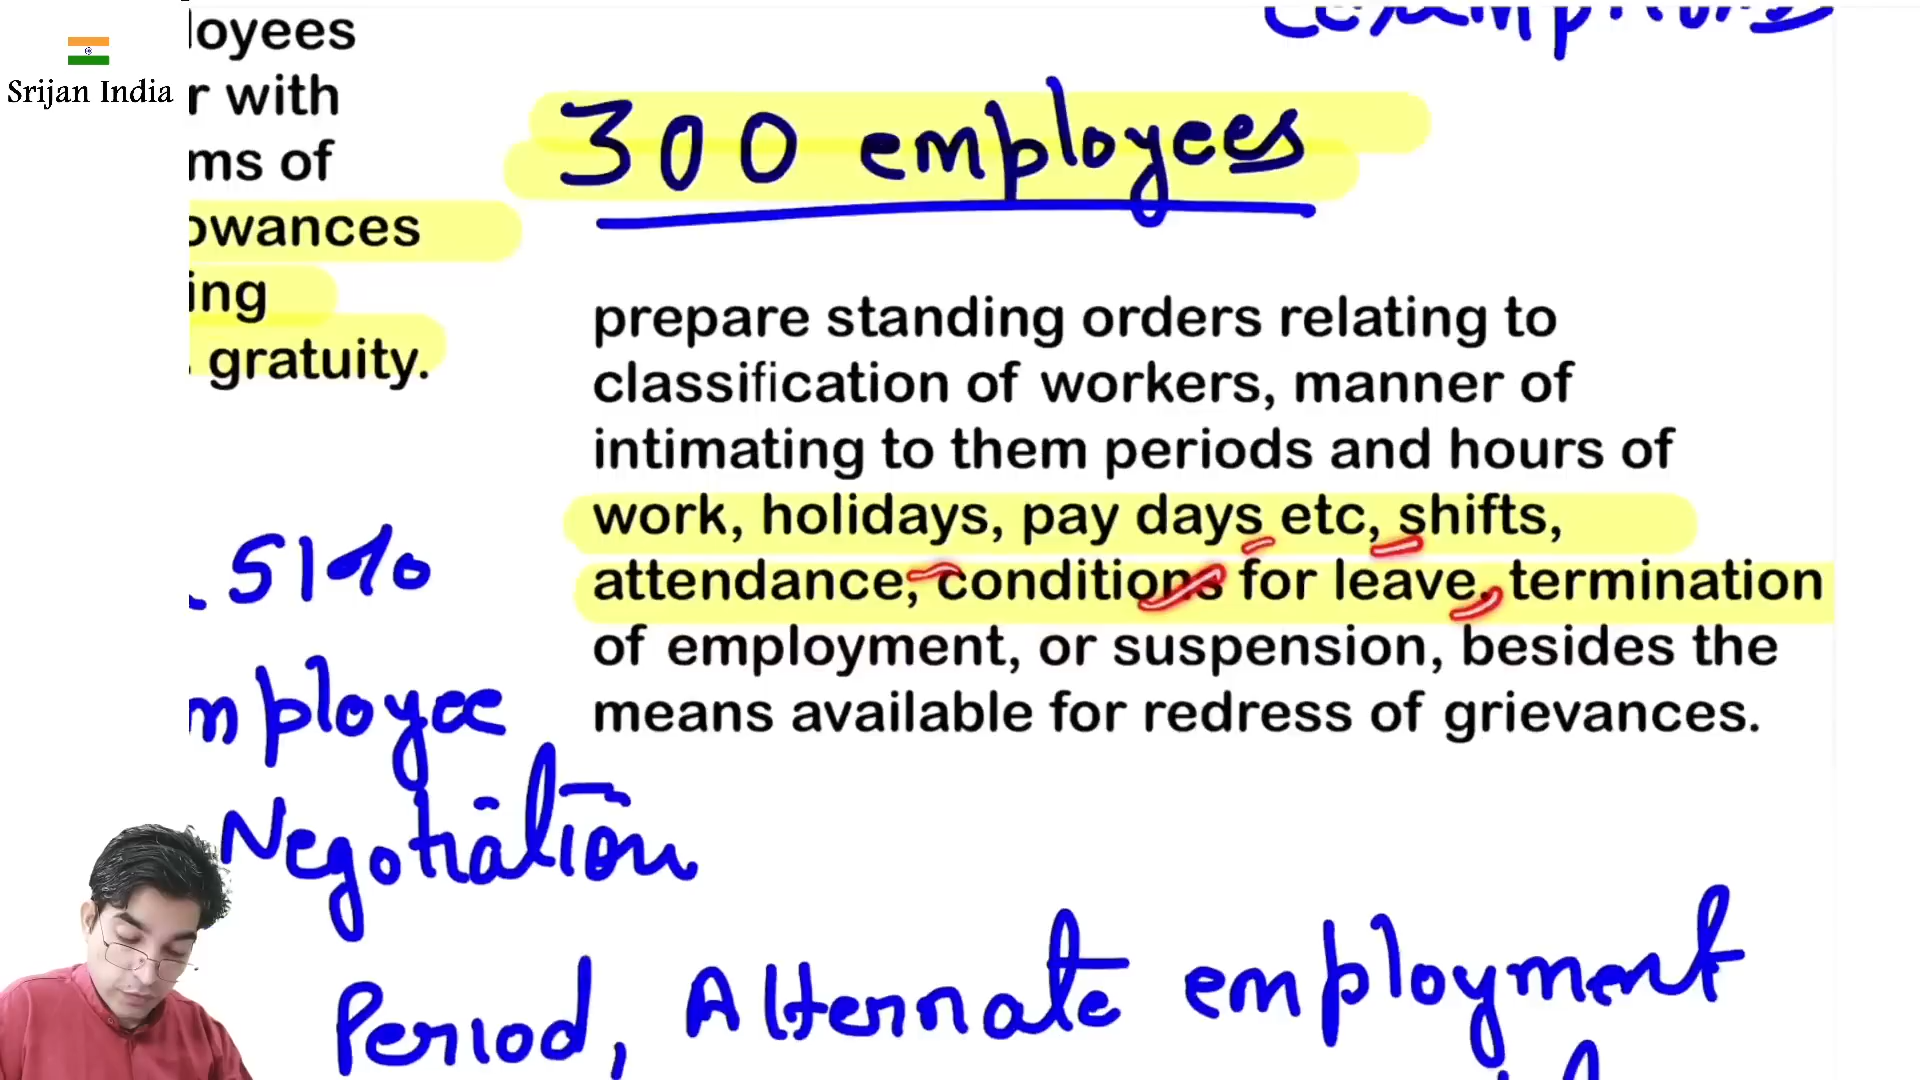 Srijan India
loyees
r with
ms of
owances
ing
gratuity.
300 employees
prepare standing orders relating to
classification of workers, manner of
intimating to them periods and hours of
work, holidays, pay days etc, shifts,
attendance, conditions for leave, termination
of employment, or suspension, besides the
means available for redress of grievances.
51%
mployee
Negotiation
Period, Alternate employment